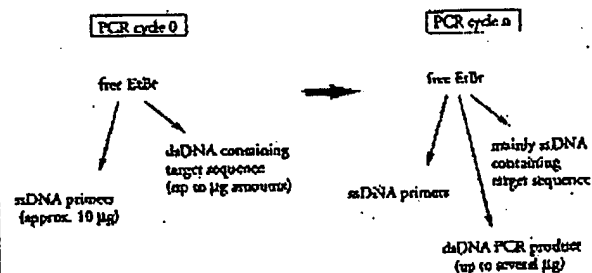 PCR cycle 0
free EtBr
dsDNA containing
target sequence
(up to μg amounts)
ssDNA primers
(approx. 10 μg)
PCR cycle n
free EtBr
mainly ssDNA
containing
target sequence
ssDNA primers
dsDNA PCR product
(up to several μg)